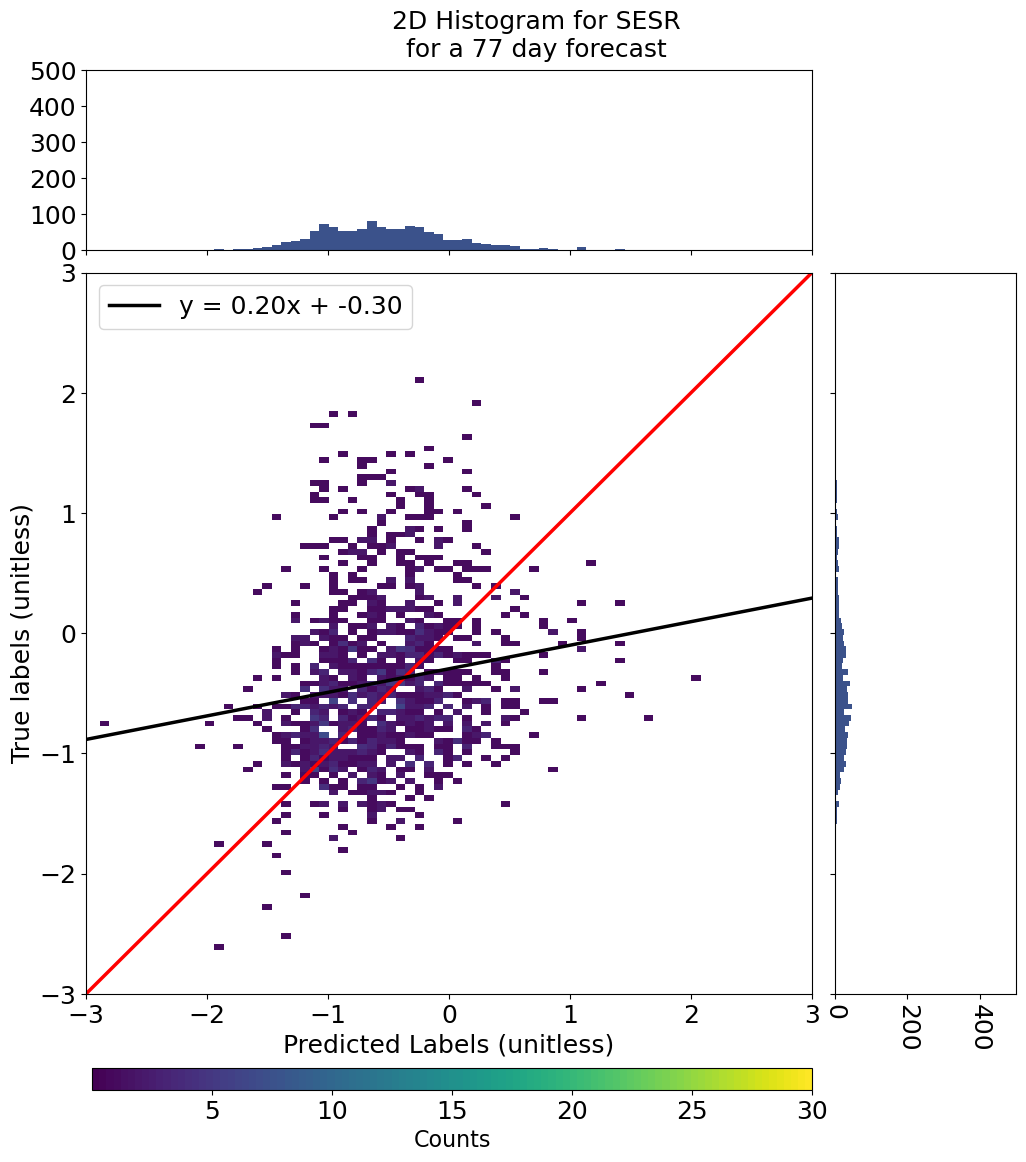 2D Histogram for SESR
for a 77 day forecast
500
400
300
200
100
0
3
2
1
0
−1
−2
−3
True labels (unitless)
y = 0.20x + -0.30
−3 −2 −1 0 1 2 3
Predicted Labels (unitless)
0 200 400
5 10 15 20 25 30
Counts